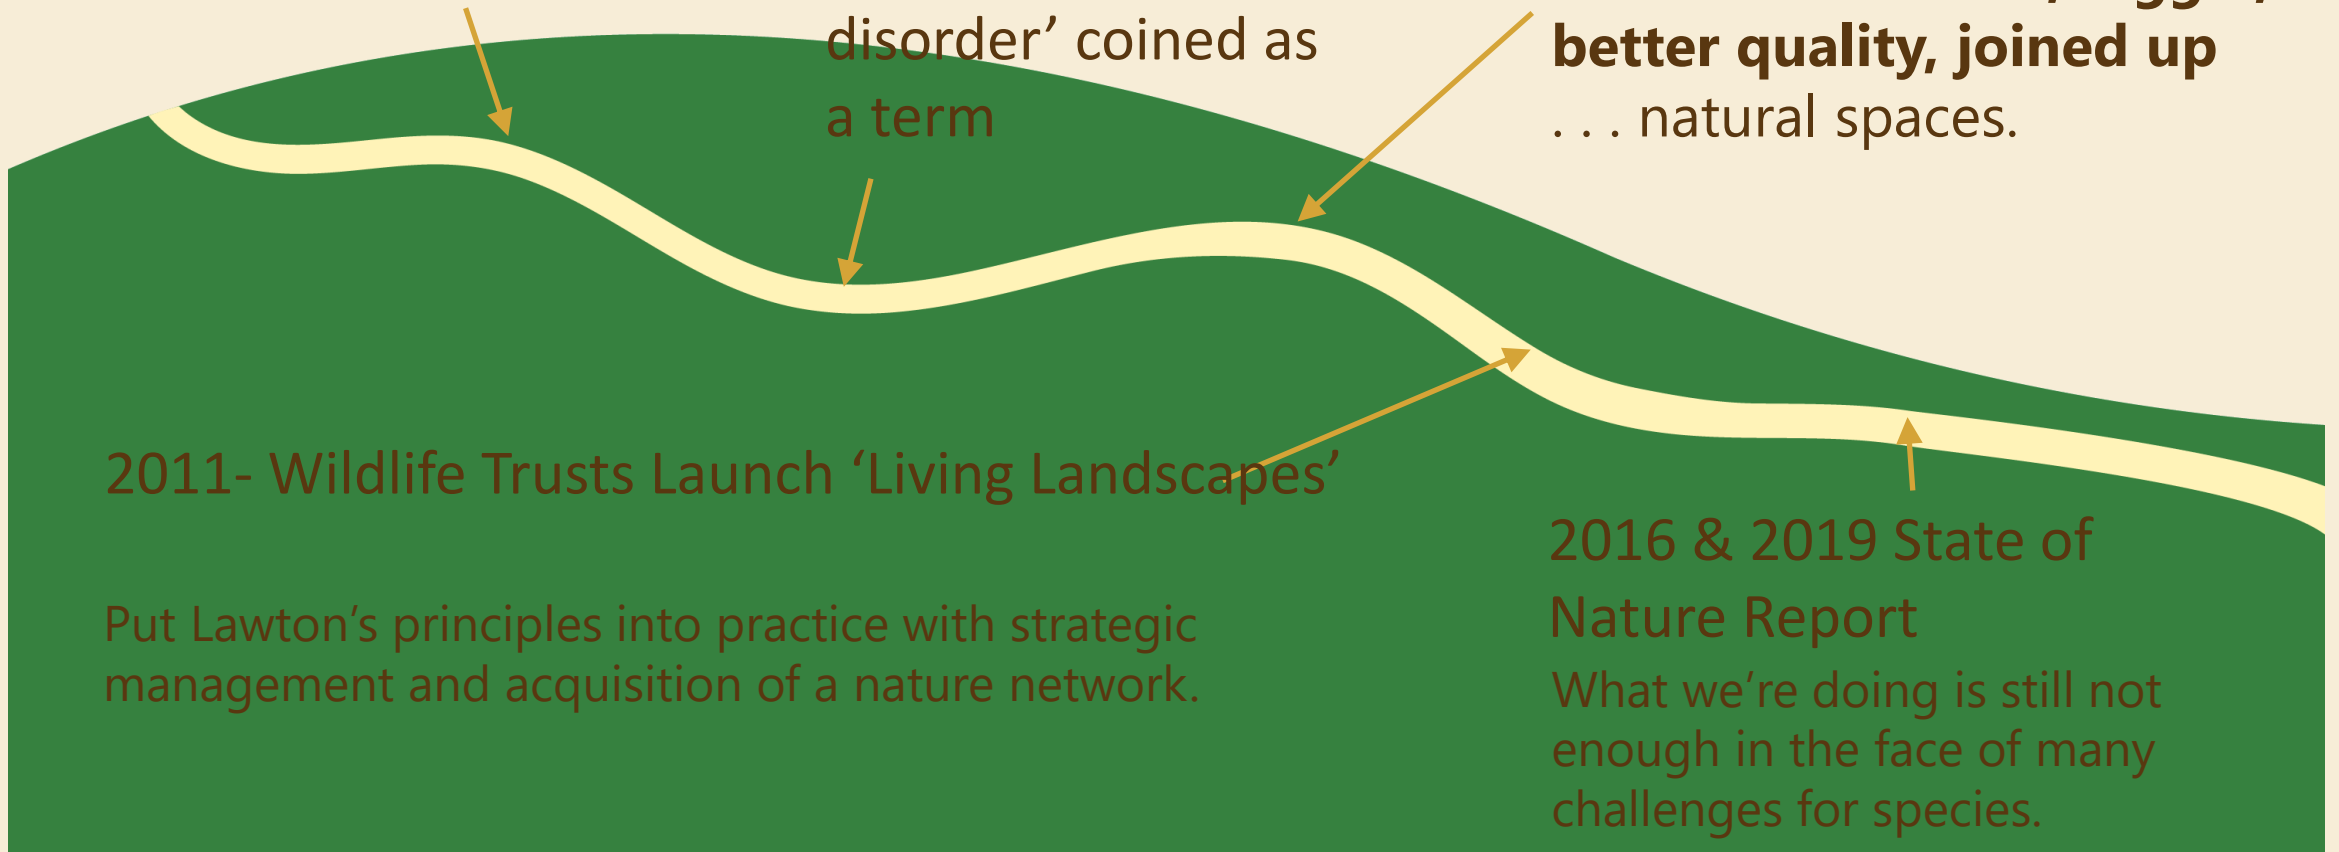 disorder’ coined as
a term
better quality, joined up
. . . natural spaces.
2011- Wildlife Trusts Launch ‘Living Landscapes’
Put Lawton’s principles into practice with strategic
management and acquisition of a nature network.
2016 & 2019 State of
Nature Report
What we’re doing is still not
enough in the face of many
challenges for species.